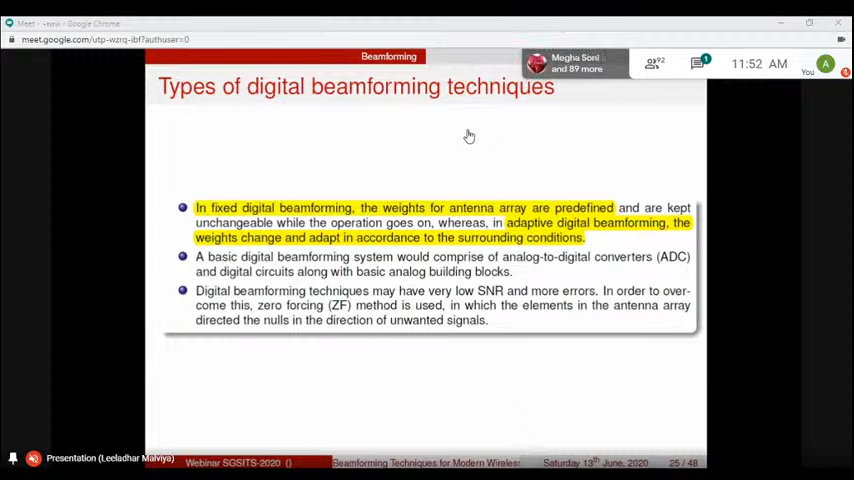 Meet - ~new - Google Chrome
meet.google.com/utp-wzrq-ibf?authuser=0
Beamforming
Megha Soni
and 89 more
92
1
11:52 AM
A
You
Types of digital beamforming techniques
In fixed digital beamforming, the weights for antenna array are predefined and are kept
unchangeable while the operation goes on, whereas, in adaptive digital beamforming, the
weights change and adapt in accordance to the surrounding conditions.
A basic digital beamforming system would comprise of analog-to-digital converters (ADC)
and digital circuits along with basic analog building blocks.
Digital beamforming techniques may have very low SNR and more errors. In order to over-
come this, zero forcing (ZF) method is used, in which the elements in the antenna array
directed the nulls in the direction of unwanted signals.
Presentation (Leeladhar Malviya)
Webinar SGSITS-2020 ()
Beamforming Techniques for Modern Wireless
Saturday 13th June, 2020
25 / 48